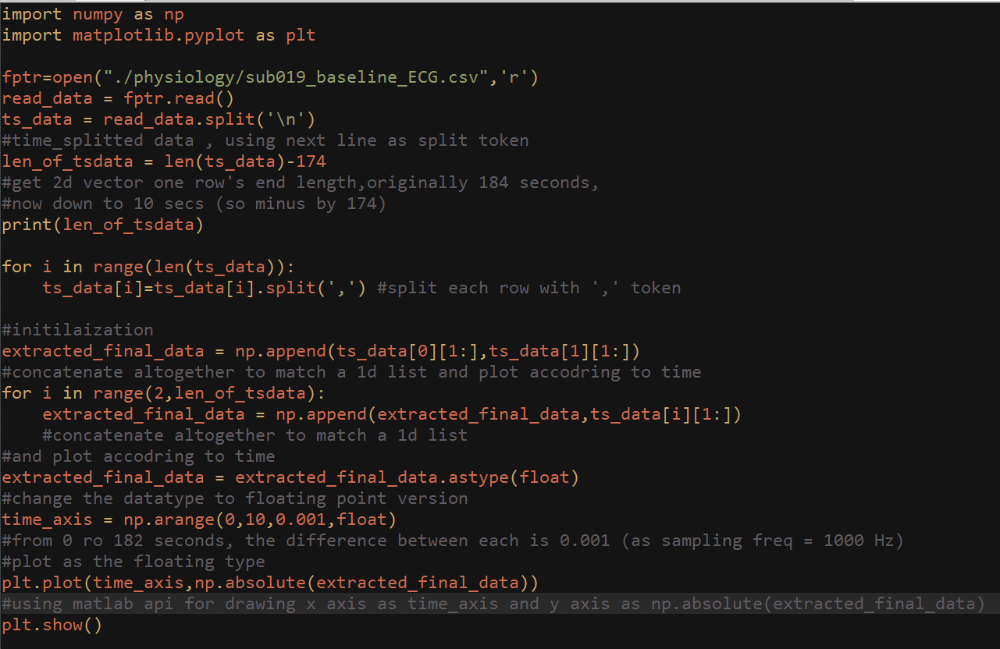 import numpy as np
import matplotlib.pyplot as plt
fptr=open("./physiology/sub019_baseline_ECG.csv",'r')
read_data = fptr.read()
ts_data = read_data.split('\n')
#time_splitted data , using next line as split token
len_of_tsdata = len(ts_data)-174
#get 2d vector one row's end length,originally 184 seconds,
#now down to 10 secs (so minus by 174)
print(len_of_tsdata)
for i in range(len(ts_data)):
    ts_data[i]=ts_data[i].split(',') #split each row with ',' token
#initilaization
extracted_final_data = np.append(ts_data[0][1:],ts_data[1][1:])
#concatenate altogether to match a 1d list and plot accodring to time
for i in range(2,len_of_tsdata):
    extracted_final_data = np.append(extracted_final_data,ts_data[i][1:])
    #concatenate altogether to match a 1d list
#and plot accodring to time
extracted_final_data = extracted_final_data.astype(float)
#change the datatype to floating point version
time_axis = np.arange(0,10,0.001,float)
#from 0 ro 182 seconds, the difference between each is 0.001 (as sampling freq = 1000 Hz)
#plot as the floating type
plt.plot(time_axis,np.absolute(extracted_final_data))
#using matlab api for drawing x axis as time_axis and y axis as np.absolute(extracted_final_data)
plt.show()